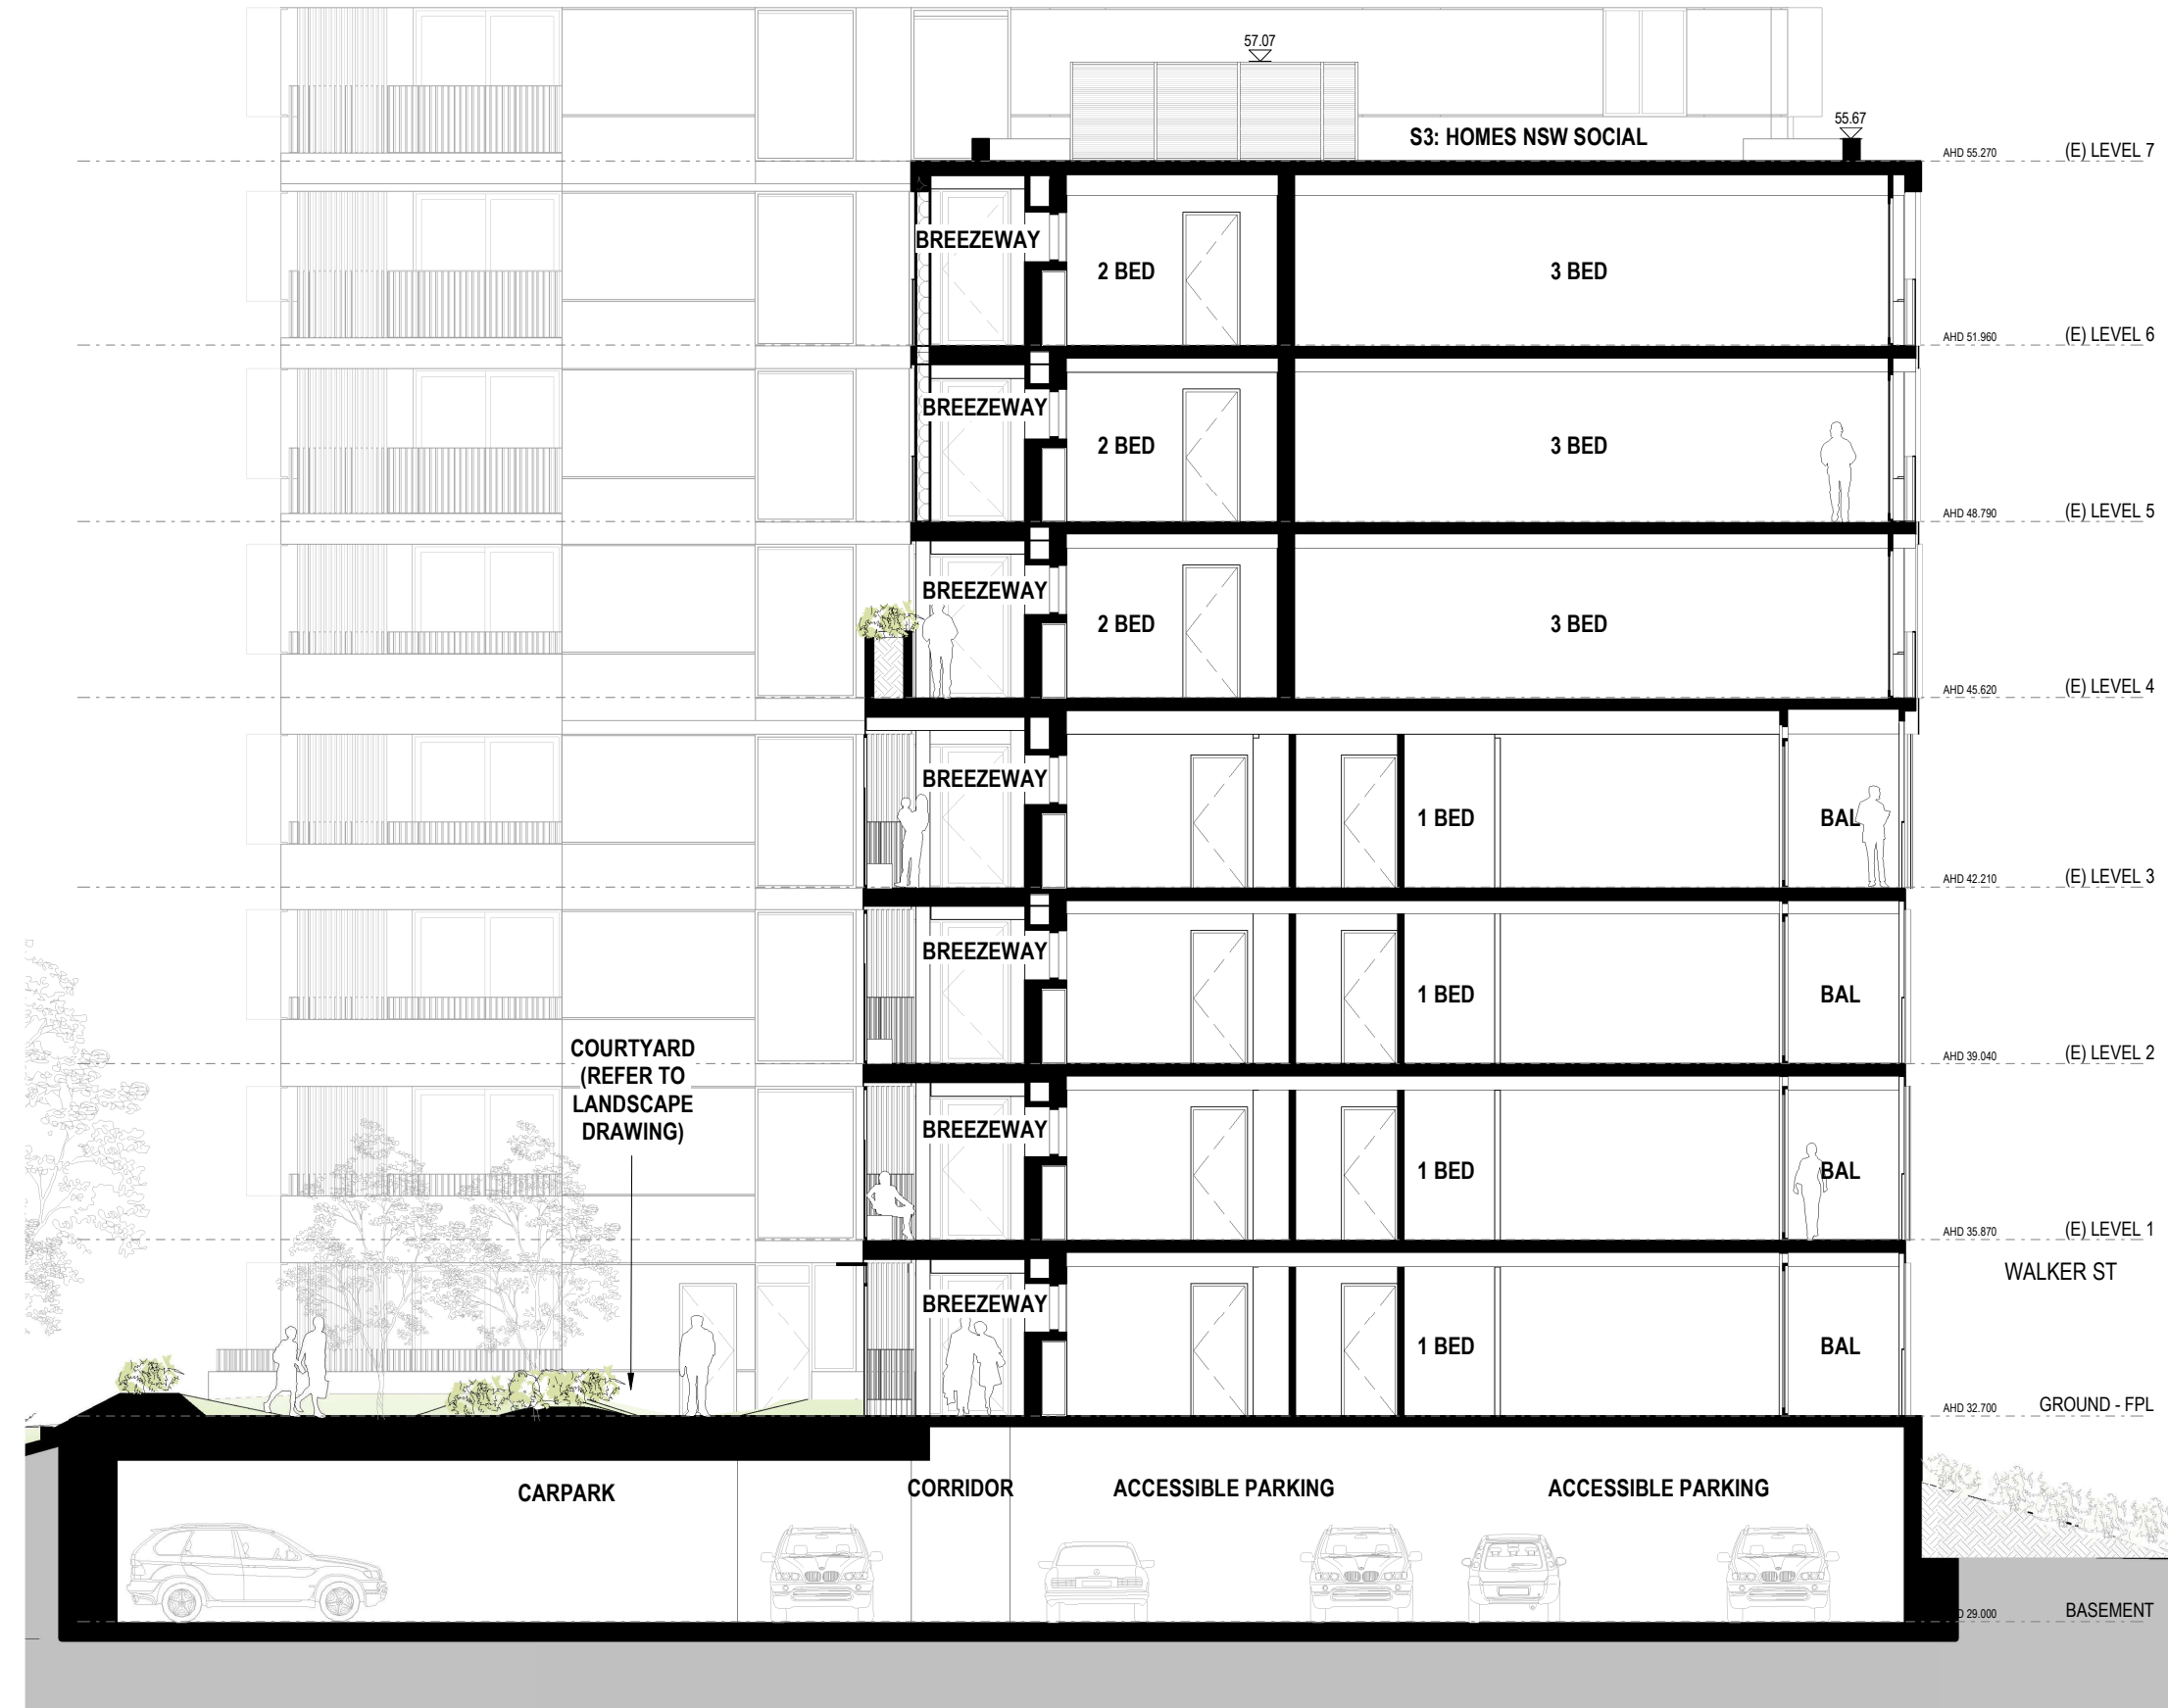 57.07
55.67
S3: HOMES NSW SOCIAL
AHD 55.270 (E) LEVEL 7
BREEZEWAY
2 BED 3 BED
AHD 51.960 (E) LEVEL 6
BREEZEWAY
2 BED 3 BED
AHD 48.790 (E) LEVEL 5
BREEZEWAY
2 BED 3 BED
AHD 45.620 (E) LEVEL 4
BREEZEWAY
1 BED BAL
AHD 42.210 (E) LEVEL 3
BREEZEWAY
1 BED BAL
COURTYARD
(REFER TO
LANDSCAPE
DRAWING)
AHD 39.040 (E) LEVEL 2
BREEZEWAY
1 BED BAL
AHD 35.870 (E) LEVEL 1
WALKER ST
BREEZEWAY
1 BED BAL
AHD 32.700 GROUND - FPL
CARPARK CORRIDOR ACCESSIBLE PARKING ACCESSIBLE PARKING
29.000 BASEMENT